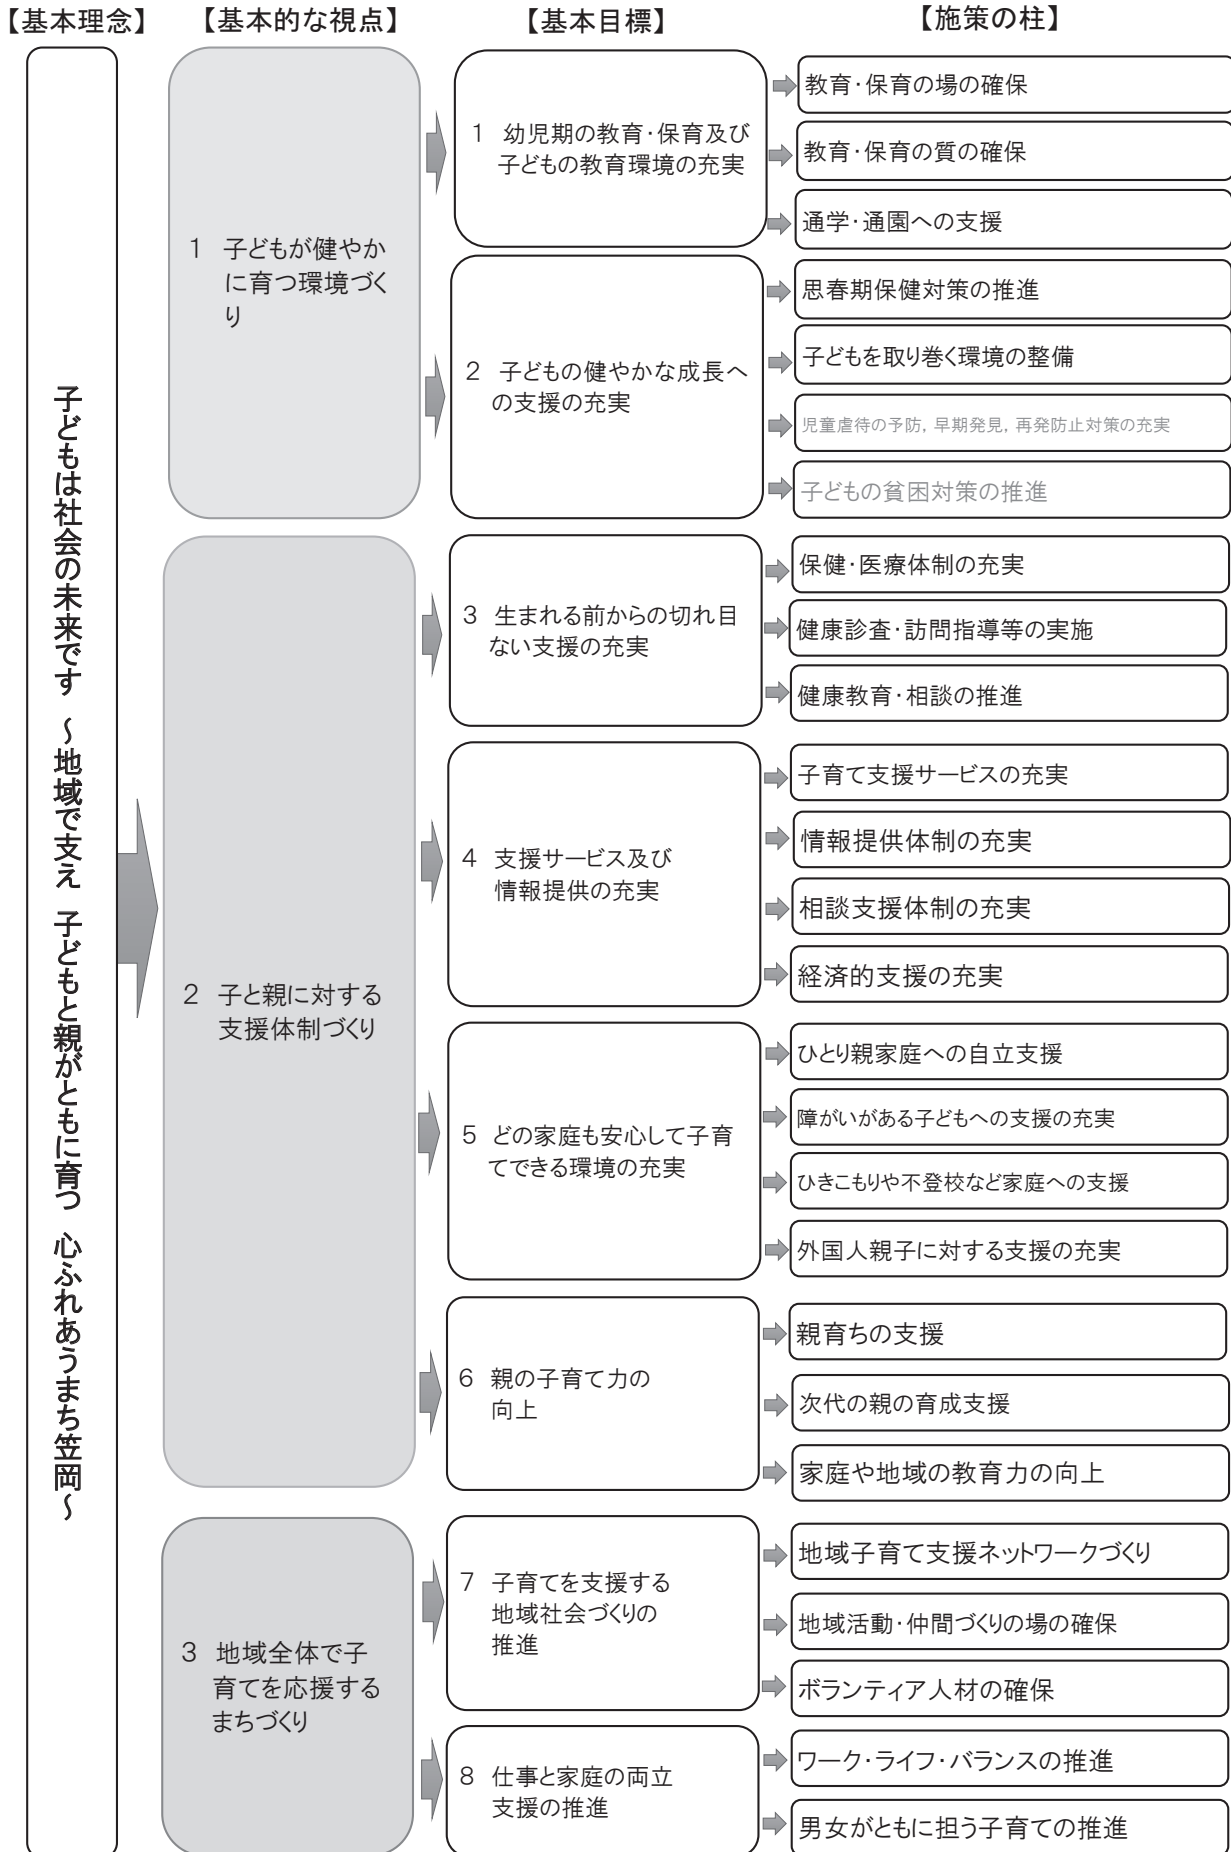 【基本理念】
【基本的な視点】
【基本目標】
【施策の柱】
子どもは社会の未来です ～地域で支え 子どもと親がともに育つ 心ふれあうまち笠岡～
1 子どもが健やか
に育つ環境づく
り
1 幼児期の教育・保育及び
子どもの教育環境の充実
教育・保育の場の確保
教育・保育の質の確保
通学・通園への支援
2 子どもの健やかな成長へ
の支援の充実
思春期保健対策の推進
子どもを取り巻く環境の整備
児童虐待の予防，早期発見，再発防止対策の充実
子どもの貧困対策の推進
2 子と親に対する
支援体制づくり
3 生まれる前からの切れ目
ない支援の充実
保健・医療体制の充実
健康診査・訪問指導等の実施
健康教育・相談の推進
4 支援サービス及び
情報提供の充実
子育て支援サービスの充実
情報提供体制の充実
相談支援体制の充実
経済的支援の充実
5 どの家庭も安心して子育
てできる環境の充実
ひとり親家庭への自立支援
障がいがある子どもへの支援の充実
ひきこもりや不登校など家庭への支援
外国人親子に対する支援の充実
6 親の子育て力の
向上
親育ちの支援
次代の親の育成支援
家庭や地域の教育力の向上
3 地域全体で子
育てを応援する
まちづくり
7 子育てを支援する
地域社会づくりの
推進
地域子育て支援ネットワークづくり
地域活動・仲間づくりの場の確保
ボランティア人材の確保
8 仕事と家庭の両立
支援の推進
ワーク・ライフ・バランスの推進
男女がともに担う子育ての推進